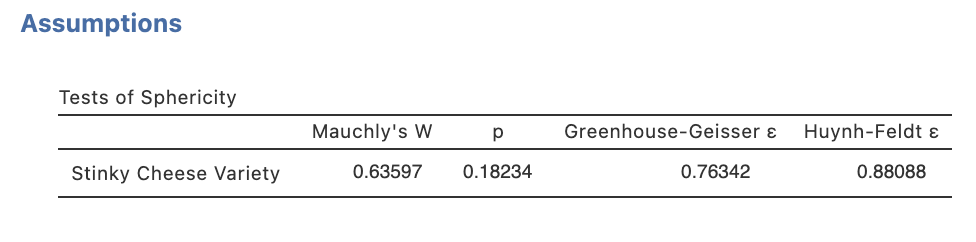 Assumptions
Tests of Sphericity
Mauchly's W p Greenhouse-Geisser ε Huynh-Feldt ε
Stinky Cheese Variety 0.63597 0.18234 0.76342 0.88088